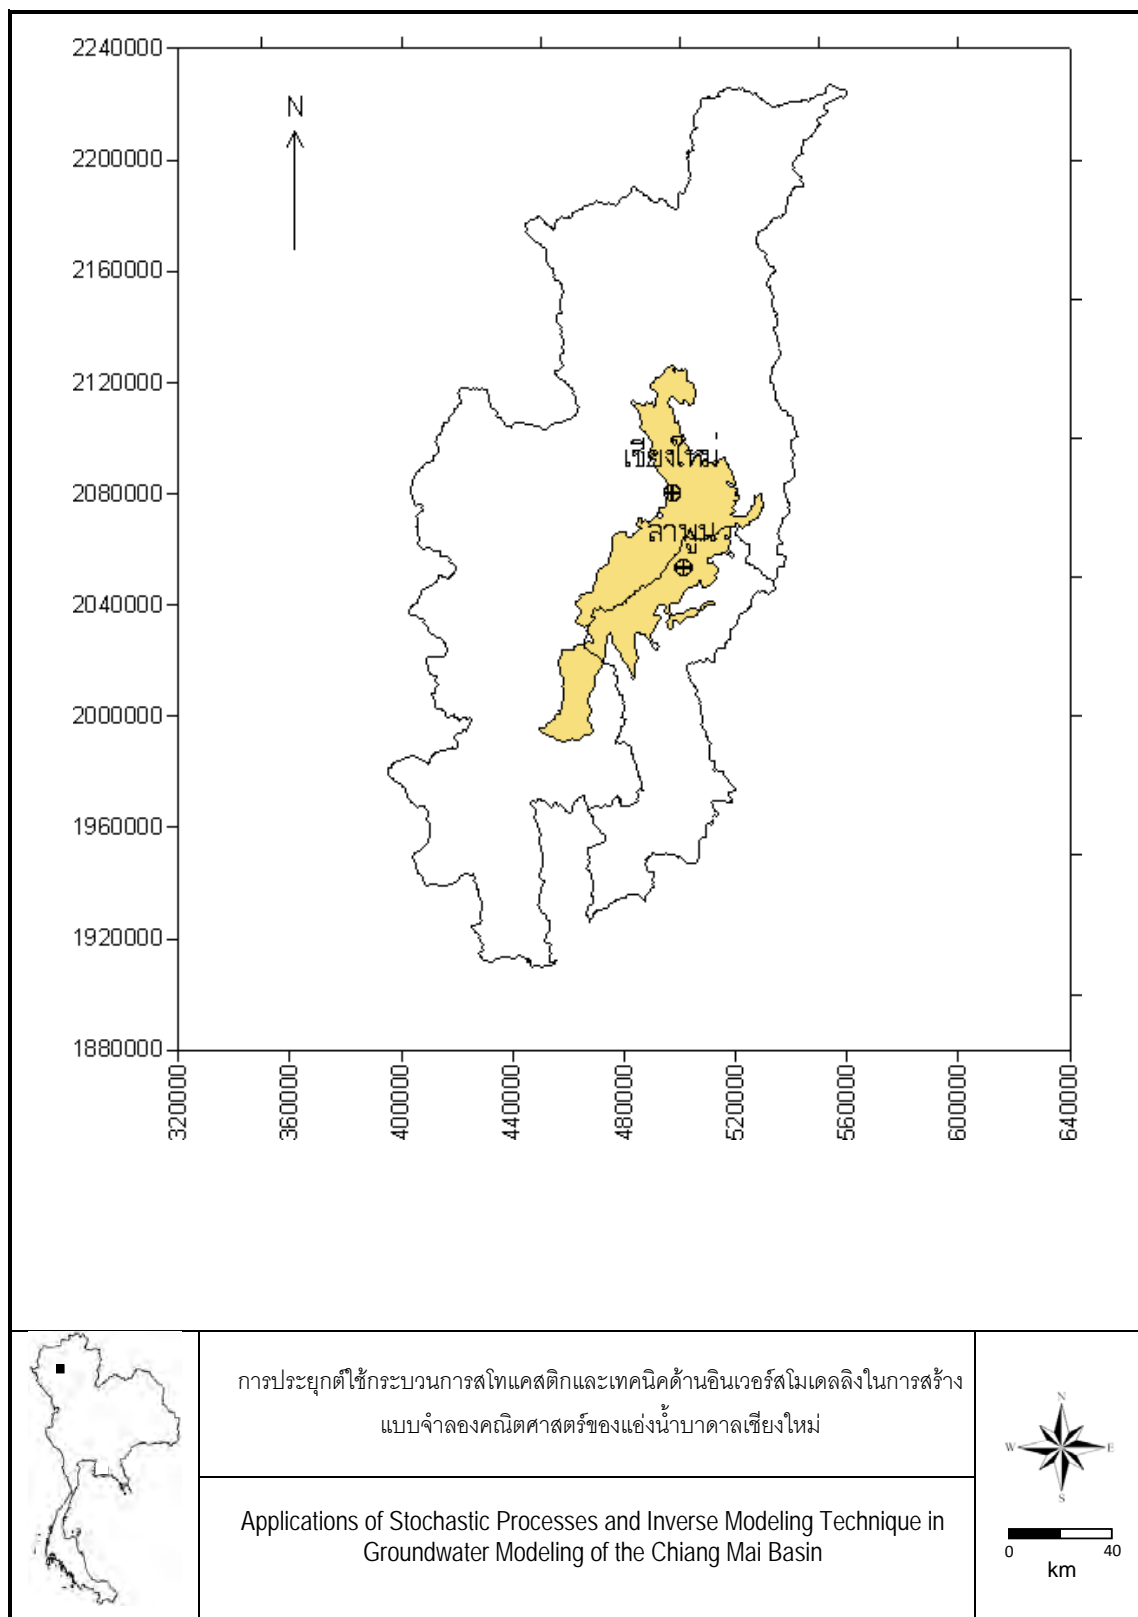 2240000
N
2200000
2160000
2120000
เชียงใหม่
2080000
ลำพูน
2040000
2000000
1960000
1920000
1880000
320000
360000
400000
440000
480000
520000
560000
600000
640000
การประยุกต์ใช้กระบวนการสโทแคสติกและเทคนิคด้านอินเวอร์สโมเดลลิงในการสร้าง
แบบจำลองคณิตศาสตร์ของแอ่งน้ำบาดาลเชียงใหม่
Applications of Stochastic Processes and Inverse Modeling Technique in
Groundwater Modeling of the Chiang Mai Basin
N
W E
S
0 40
km